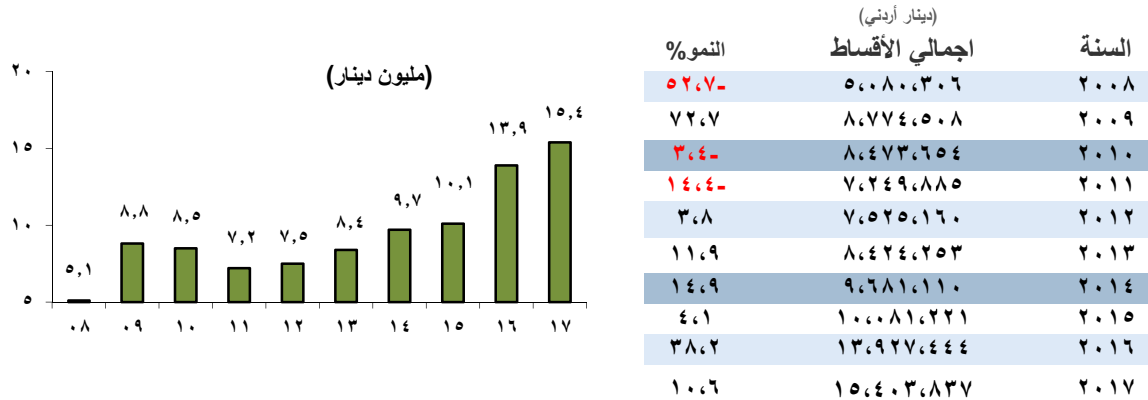 (دينار أردني)
السنة اجمالي الأقساط النمو%
٢٠٠٨ ٥،٠٨٠،٣٠٦ ٥٢،٧-
٢٠٠٩ ٨،٧٧٤،٥٠٨ ٧٢،٧
٢٠١٠ ٨،٤٧٣،٦٥٤ ٣،٤-
٢٠١١ ٧،٢٤٩،٨٨٥ ١٤،٤-
٢٠١٢ ٧،٥٢٥،١٦٠ ٣،٨
٢٠١٣ ٨،٤٢٤،٢٥٣ ١١،٩
٢٠١٤ ٩،٦٨١،١١٠ ١٤،٩
٢٠١٥ ١٠،٠٨١،٢٢١ ٤،١
٢٠١٦ ١٣،٩٢٧،٤٤٤ ٣٨،٢
٢٠١٧ ١٥،٤٠٣،٨٣٧ ١٠،٦
(مليون دينار)
٢٠
١٥
١٠
٥
٥,١ ٨,٨ ٨,٥ ٧,٢ ٧,٥ ٨,٤ ٩,٧ ١٠,١ ١٣,٩ ١٥,٤
٠٨ ٠٩ ١٠ ١١ ١٢ ١٣ ١٤ ١٥ ١٦ ١٧